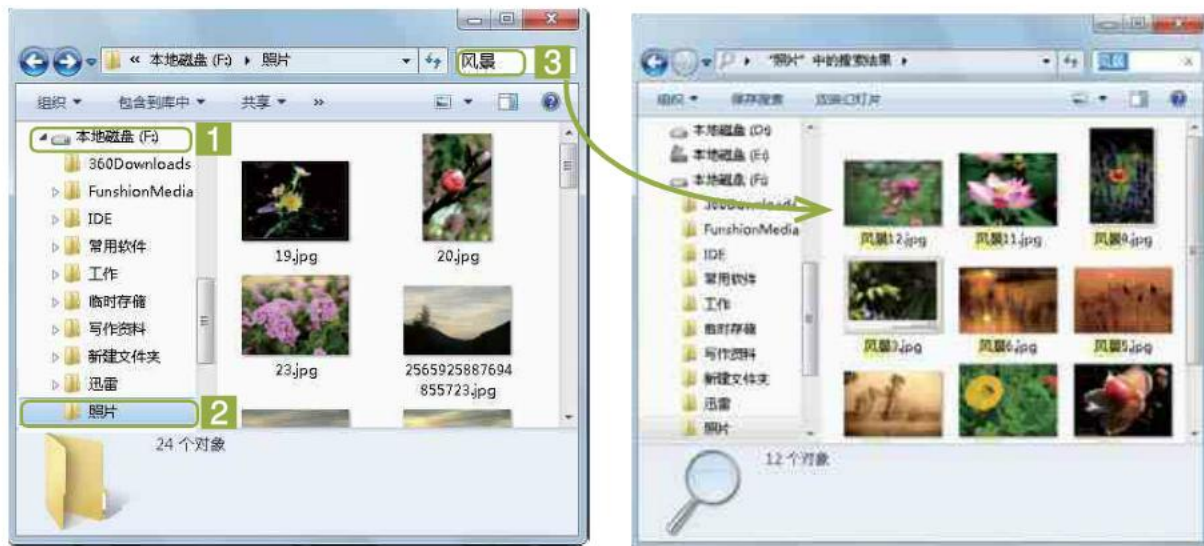 « 本地磁盘 (F:) ▸ 照片
风景
3
组织 ▼ 包含到库中 ▼ 共享 ▼ »
本地磁盘 (F:)
1
360Downloads
FunshionMedia
IDE
常用软件
工作
临时存储
写作资料
新建文件夹
迅雷
照片
2
19.jpg
20.jpg
23.jpg
2565925887694
855723.jpg
24 个对象
▸ "照片" 中的搜索结果 ▸
风景
组织 ▼ 保存搜索 放映幻灯片
本地磁盘 (D:)
本地磁盘 (E:)
本地磁盘 (F:)
360Downloads
FunshionMedia
IDE
常用软件
工作
临时存储
写作资料
新建文件夹
迅雷
照片
风景12.jpg
风景11.jpg
风景9.jpg
风景3.jpg
风景6.jpg
风景5.jpg
12 个对象